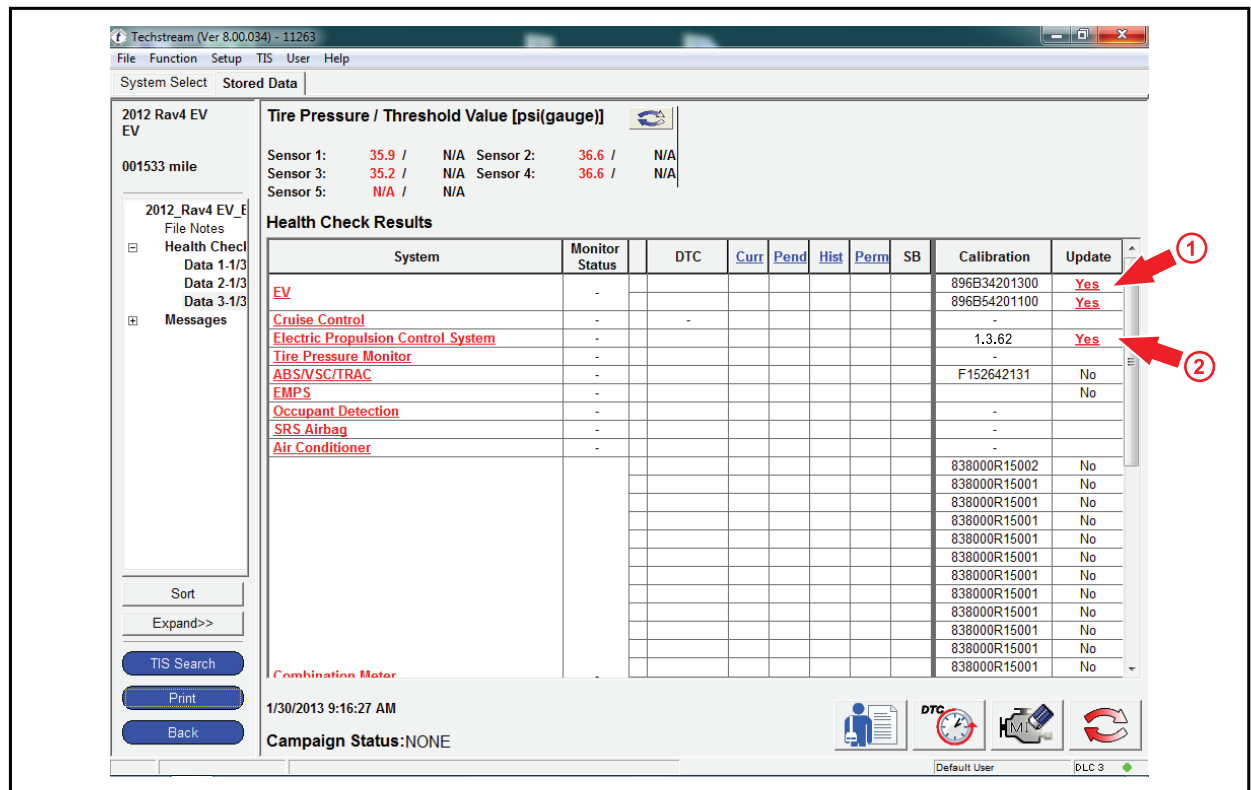 Techstream (Ver 8.00.034) - 11263
File Function Setup TIS User Help
System Select Stored Data
2012 Rav4 EV
EV
001533 mile
2012_Rav4 EV_E
File Notes
Health Checl
Data 1-1/3
Data 2-1/3
Data 3-1/3
Messages
Sort
Expand>>
TIS Search
Print
Back
Tire Pressure / Threshold Value [psi(gauge)]
Sensor 1: 35.9 / N/A Sensor 2: 36.6 / N/A
Sensor 3: 35.2 / N/A Sensor 4: 36.6 / N/A
Sensor 5: N/A / N/A
Health Check Results
System Monitor Status DTC Curr Pend Hist Perm SB Calibration Update
EV - 896B34201300 Yes
896B54201100 Yes
Cruise Control - - -
Electric Propulsion Control System - 1.3.62 Yes
Tire Pressure Monitor - -
ABS/VSC/TRAC - F152642131 No
EMPS - No
Occupant Detection - -
SRS Airbag - -
Air Conditioner - -
838000R15002 No
838000R15001 No
838000R15001 No
838000R15001 No
838000R15001 No
838000R15001 No
838000R15001 No
838000R15001 No
838000R15001 No
838000R15001 No
838000R15001 No
Combination Meter - 838000R15001 No
1
2
1/30/2013 9:16:27 AM
Campaign Status:NONE
DTC
MI
Default User DLC 3